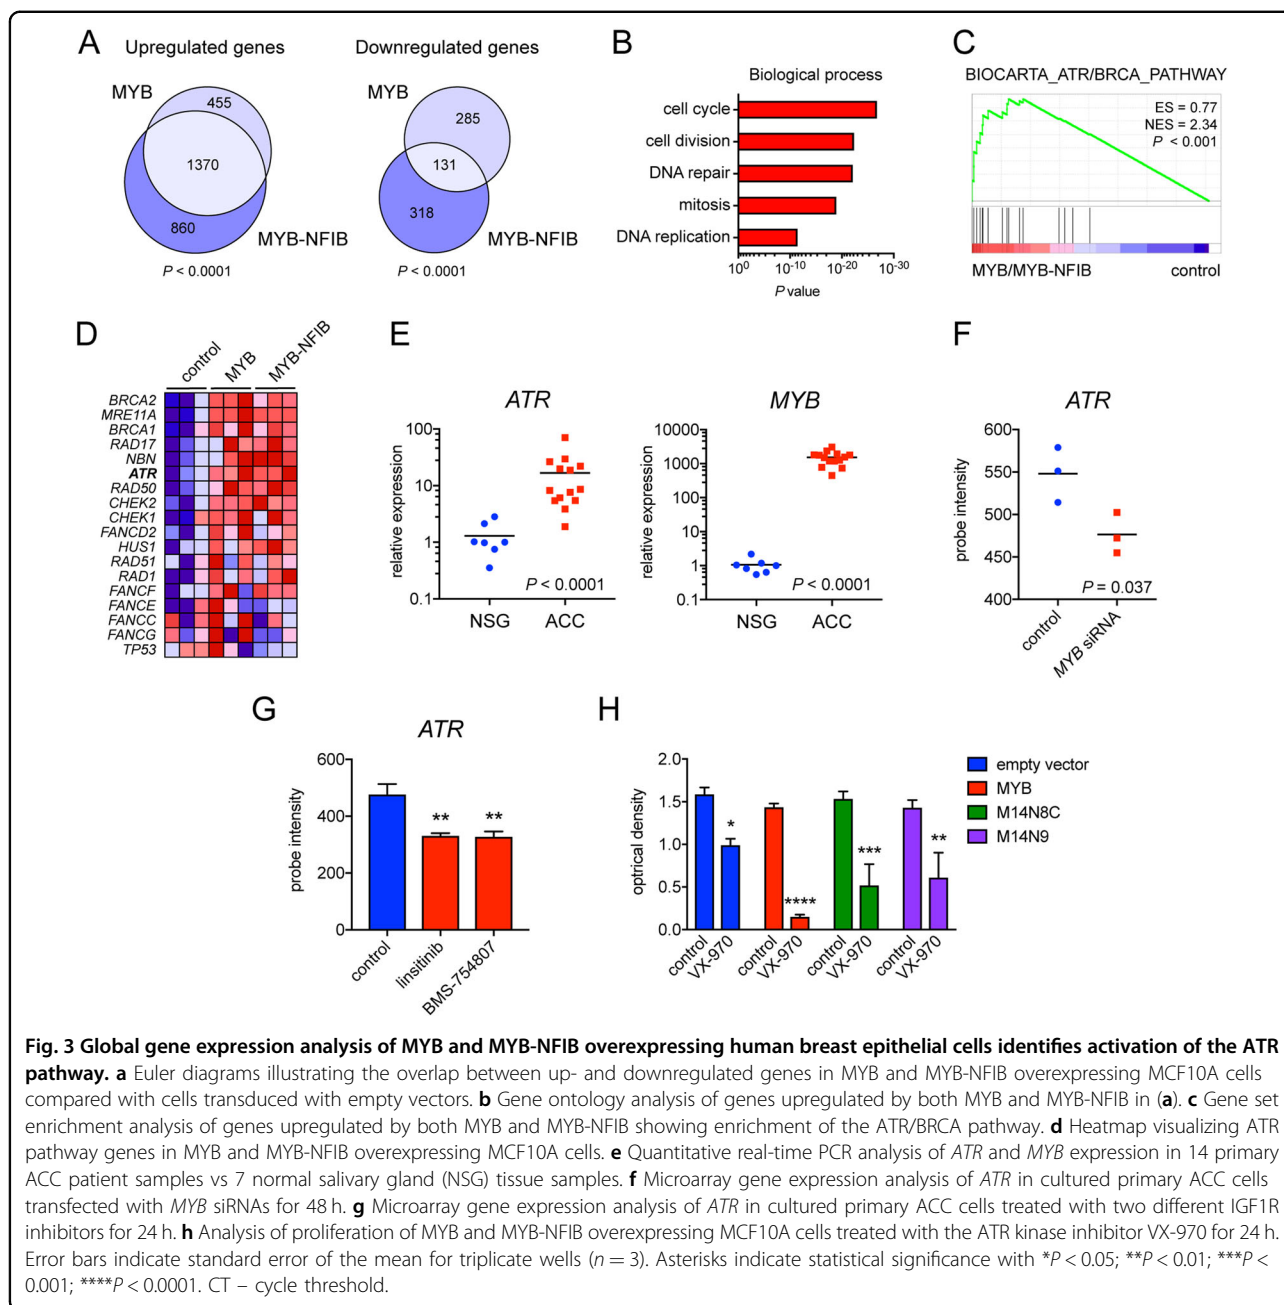 A
Upregulated genes
Downregulated genes
MYB
455
1370
860
MYB-NFIB
P < 0.0001
MYB
285
131
318
MYB-NFIB
P < 0.0001
B
Biological process
cell cycle
cell division
DNA repair
mitosis
DNA replication
10⁰ 10⁻¹⁰ 10⁻²⁰ 10⁻³⁰
P value
C
BIOCARTA_ATR/BRCA_PATHWAY
ES = 0.77
NES = 2.34
P < 0.001
MYB/MYB-NFIB control
D
control MYB MYB-NFIB
BRCA2
MRE11A
BRCA1
RAD17
NBN
ATR
RAD50
CHEK2
CHEK1
FANCD2
HUS1
RAD51
RAD1
FANCF
FANCE
FANCC
FANCG
TP53
E
ATR
relative expression
100
10
1
0.1
P < 0.0001
NSG ACC
MYB
relative expression
10000
1000
100
10
1
0.1
P < 0.0001
NSG ACC
F
ATR
probe intensity
600
550
500
450
400
P = 0.037
control MYB siRNA
G
ATR
probe intensity
600
400
200
0
** **
control linsitinib BMS-754807
H
optrical density
2.0
1.5
1.0
0.5
0.0
* **** *** **
control VX-970 control VX-970 control VX-970 control VX-970
empty vector
MYB
M14N8C
M14N9
Fig. 3 Global gene expression analysis of MYB and MYB-NFIB overexpressing human breast epithelial cells identifies activation of the ATR
pathway. a Euler diagrams illustrating the overlap between up- and downregulated genes in MYB and MYB-NFIB overexpressing MCF10A cells
compared with cells transduced with empty vectors. b Gene ontology analysis of genes upregulated by both MYB and MYB-NFIB in (a). c Gene set
enrichment analysis of genes upregulated by both MYB and MYB-NFIB showing enrichment of the ATR/BRCA pathway. d Heatmap visualizing ATR
pathway genes in MYB and MYB-NFIB overexpressing MCF10A cells. e Quantitative real-time PCR analysis of ATR and MYB expression in 14 primary
ACC patient samples vs 7 normal salivary gland (NSG) tissue samples. f Microarray gene expression analysis of ATR in cultured primary ACC cells
transfected with MYB siRNAs for 48 h. g Microarray gene expression analysis of ATR in cultured primary ACC cells treated with two different IGF1R
inhibitors for 24 h. h Analysis of proliferation of MYB and MYB-NFIB overexpressing MCF10A cells treated with the ATR kinase inhibitor VX-970 for 24 h.
Error bars indicate standard error of the mean for triplicate wells (n = 3). Asterisks indicate statistical significance with *P < 0.05; **P < 0.01; ***P <
0.001; ****P < 0.0001. CT – cycle threshold.